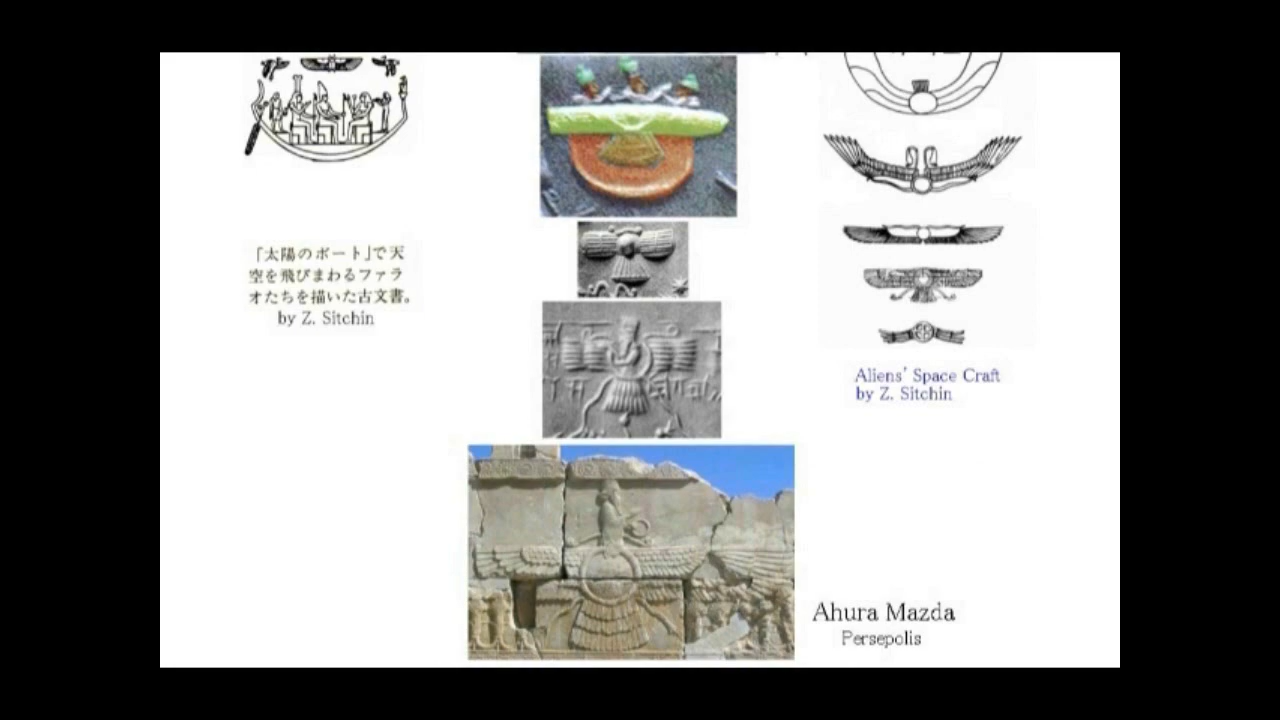 「太陽のボート」で天
空を飛びまわるファラ
オたちを描いた古文書。
by Z. Sitchin
Aliens' Space Craft
by Z. Sitchin
Ahura Mazda
Persepolis